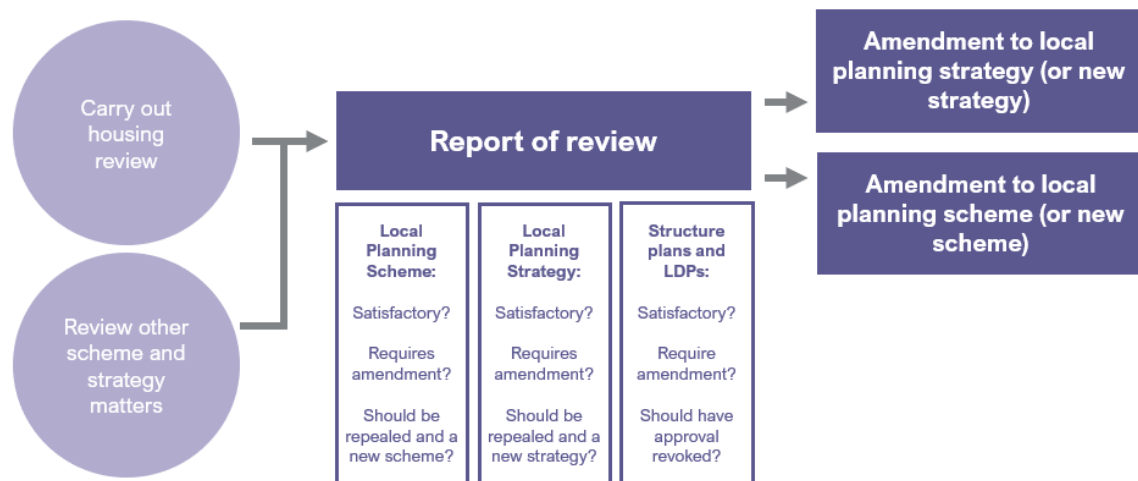 Carry out
housing
review
Review other
scheme and
strategy
matters
Report of review
Local
Planning
Scheme:
Satisfactory?
Requires
amendment?
Should be
repealed and a
new scheme?
Local
Planning
Strategy:
Satisfactory?
Requires
amendment?
Should be
repealed and a
new strategy?
Structure
plans and
LDPs:
Satisfactory?
Require
amendment?
Should have
approval
revoked?
Amendment to local
planning strategy (or new
strategy)
Amendment to local
planning scheme (or new
scheme)